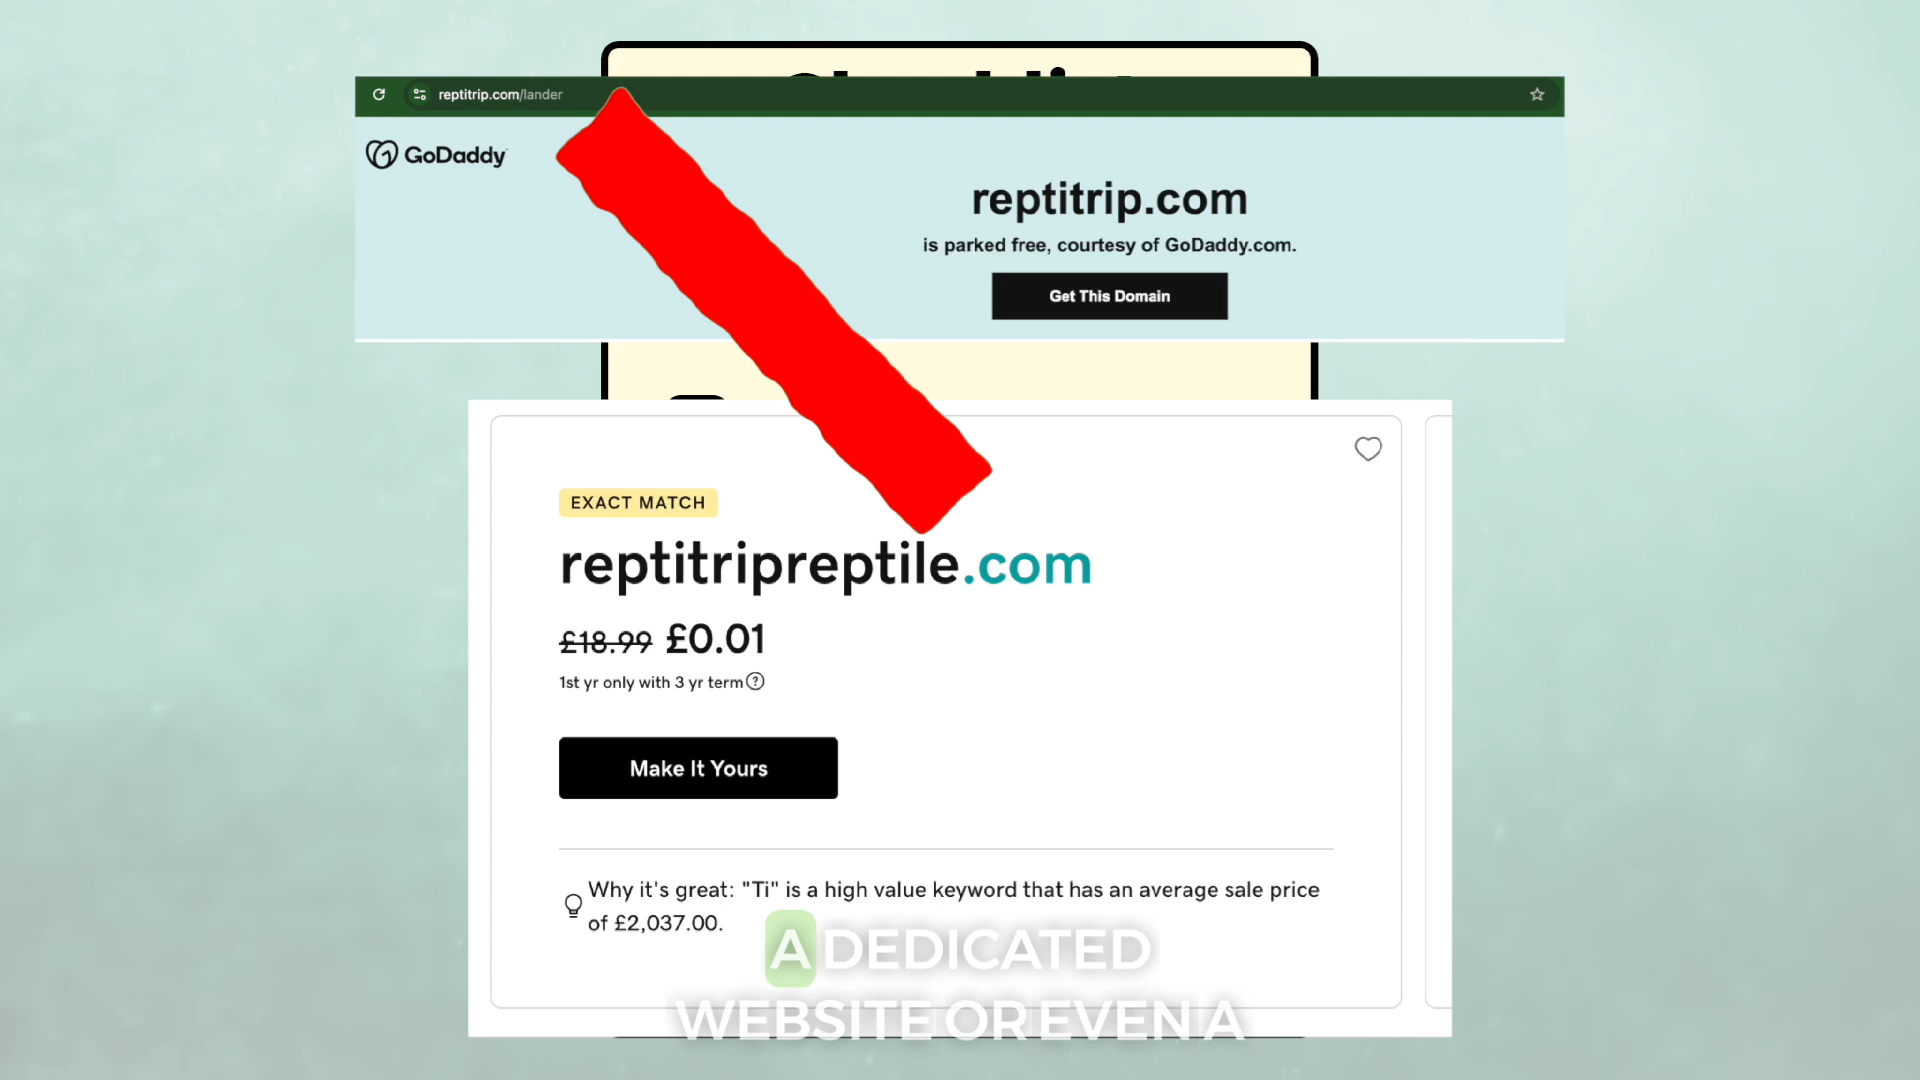 reptitrip.com/lander
GoDaddy
reptitrip.com
is parked free, courtesy of GoDaddy.com.
Get This Domain
EXACT MATCH
reptitripreptile.com
£18.99 £0.01
1st yr only with 3 yr term
Make It Yours
Why it's great: "Ti" is a high value keyword that has an average sale price
of £2,037.00.
A DEDICATED
WEBSITE OR EVEN A